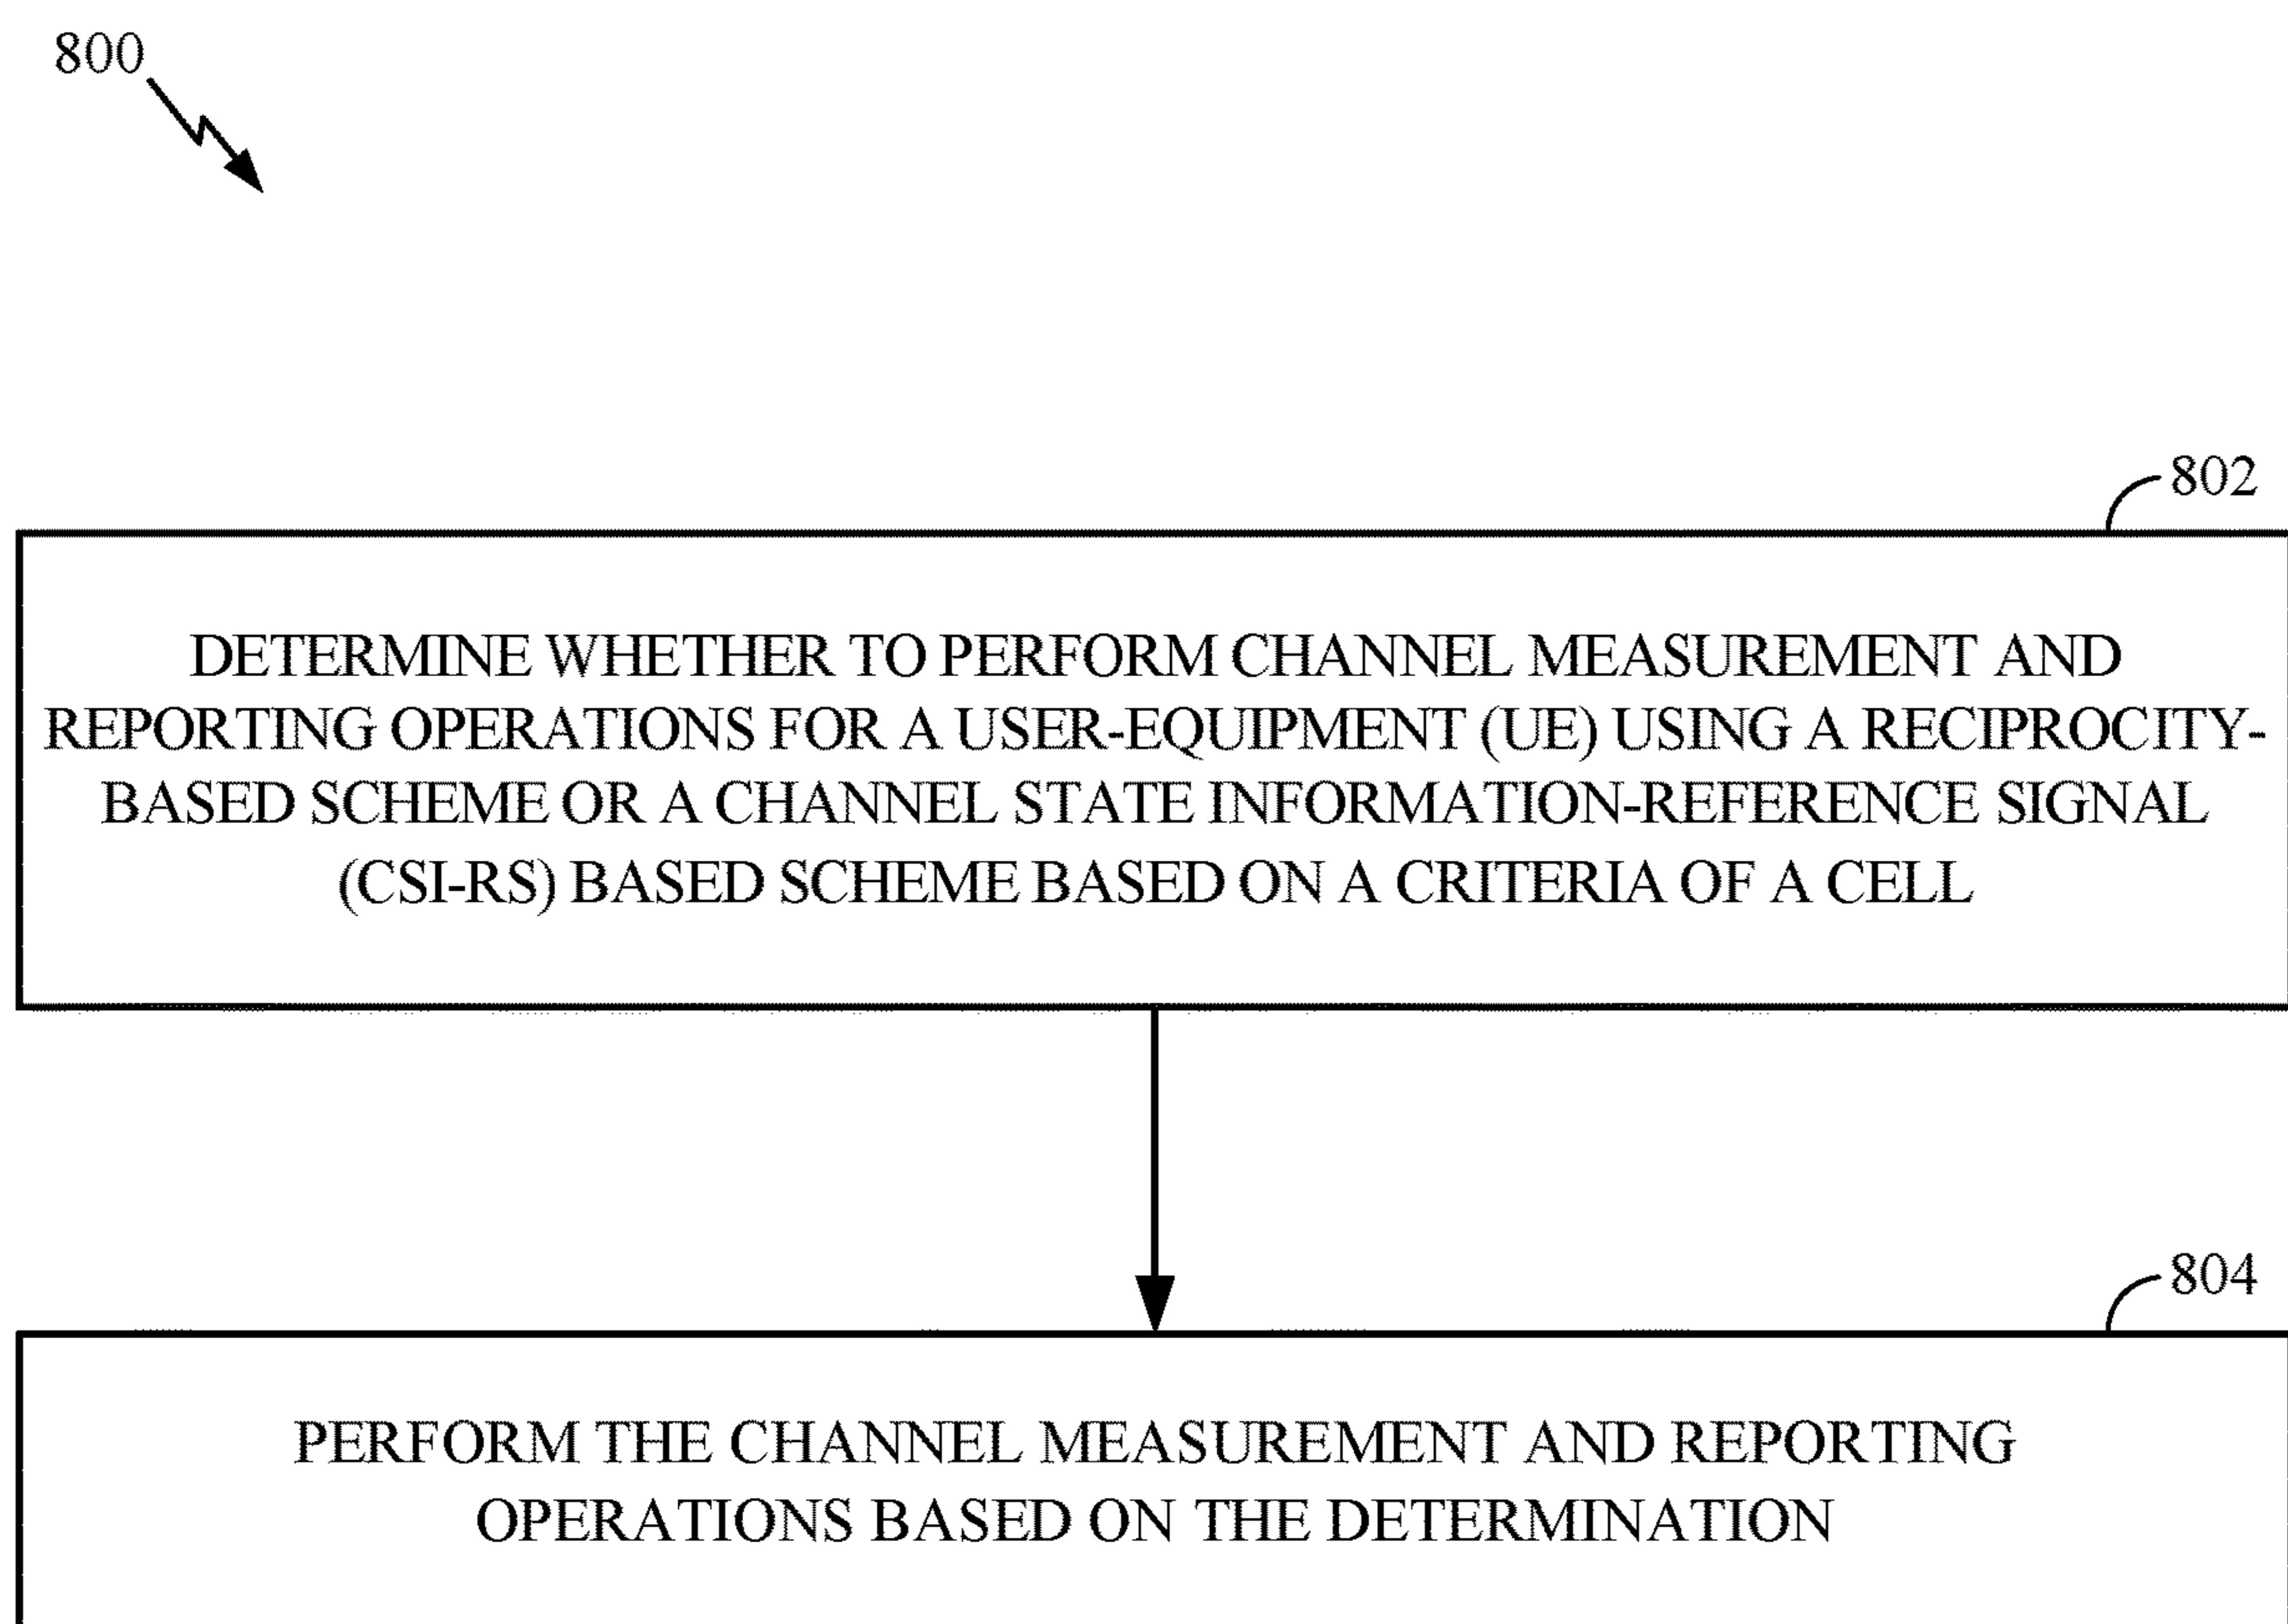 800
802
DETERMINE WHETHER TO PERFORM CHANNEL MEASUREMENT AND
REPORTING OPERATIONS FOR A USER-EQUIPMENT (UE) USING A RECIPROCITY-
BASED SCHEME OR A CHANNEL STATE INFORMATION-REFERENCE SIGNAL
(CSI-RS) BASED SCHEME BASED ON A CRITERIA OF A CELL
804
PERFORM THE CHANNEL MEASUREMENT AND REPORTING
OPERATIONS BASED ON THE DETERMINATION